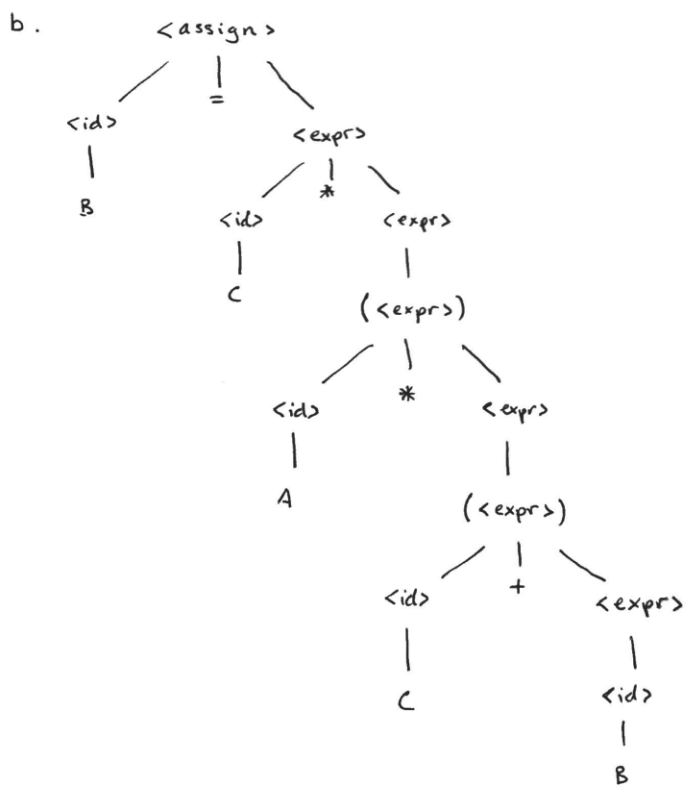 b. <assign>
=
<id> <expr>
B * 
<id> <expr>
C
(<expr>)
*
<id> <expr>
A
(<expr>)
+
<id> <expr>
C <id>
B